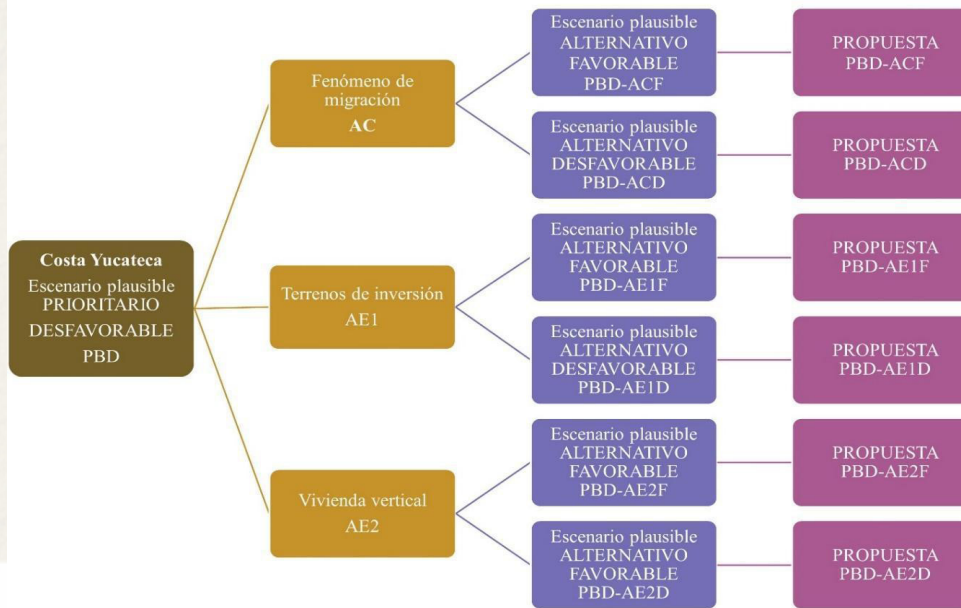 Costa Yucateca
Escenario plausible
PRIORITARIO
DESFAVORABLE
PBD
Fenómeno de
migración
AC
Escenario plausible
ALTERNATIVO
FAVORABLE
PBD-ACF
PROPUESTA
PBD-ACF
Escenario plausible
ALTERNATIVO
DESFAVORABLE
PBD-ACD
PROPUESTA
PBD-ACD
Terrenos de inversión
AE1
Escenario plausible
ALTERNATIVO
FAVORABLE
PBD-AE1F
PROPUESTA
PBD-AE1F
Escenario plausible
ALTERNATIVO
DESFAVORABLE
PBD-AE1D
PROPUESTA
PBD-AE1D
Vivienda vertical
AE2
Escenario plausible
ALTERNATIVO
FAVORABLE
PBD-AE2F
PROPUESTA
PBD-AE2F
Escenario plausible
ALTERNATIVO
FAVORABLE
PBD-AE2D
PROPUESTA
PBD-AE2D